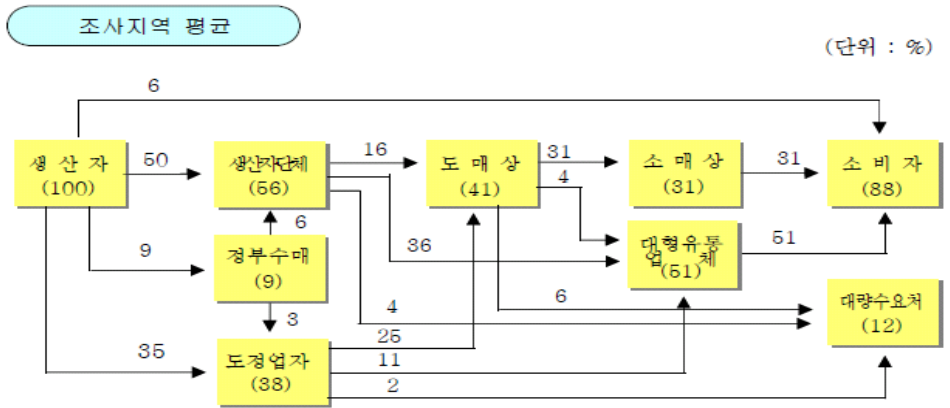 조사지역 평균
(단위 : %)
6
생 산 자
(100)
50
생산자단체
(56)
16
도 매 상
(41)
31
4
소 매 상
(31)
31
소 비 자
(88)
6
9
정부수매
(9)
36
대형유통
업 체
(51)
51
3
4
6
대량수요처
(12)
35
도정업자
(38)
25
11
2